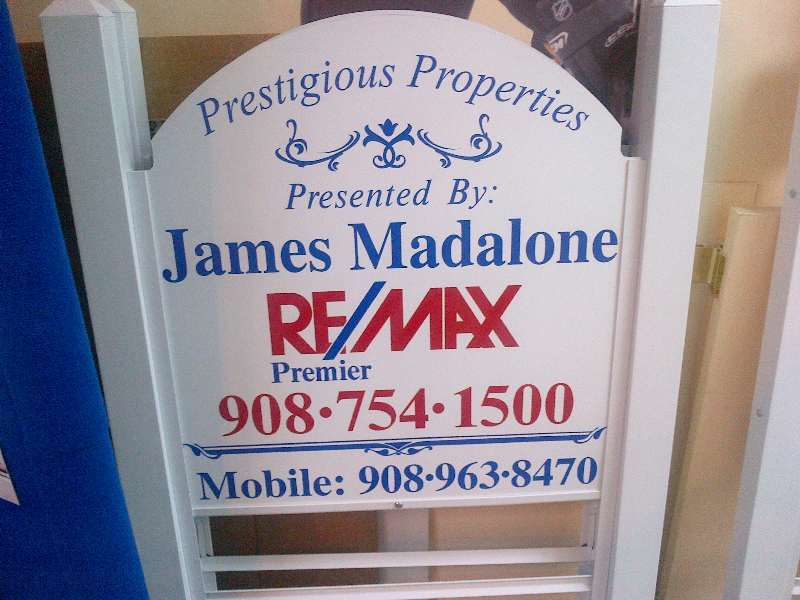 Prestigious Properties
Presented By:
James Madalone
RE/MAX
Premier
908•754•1500
Mobile: 908•963•8470